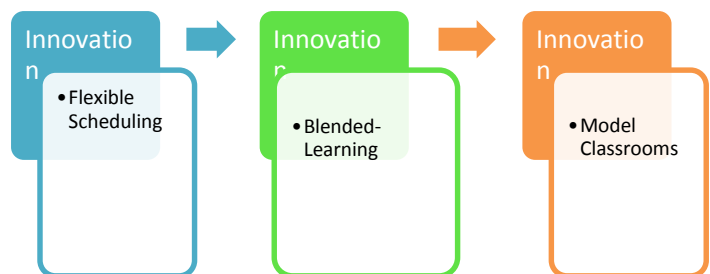 Innovatio
n
• Flexible
Scheduling
Innovatio
n
• Blended-
Learning
Innovatio
n
• Model
Classrooms